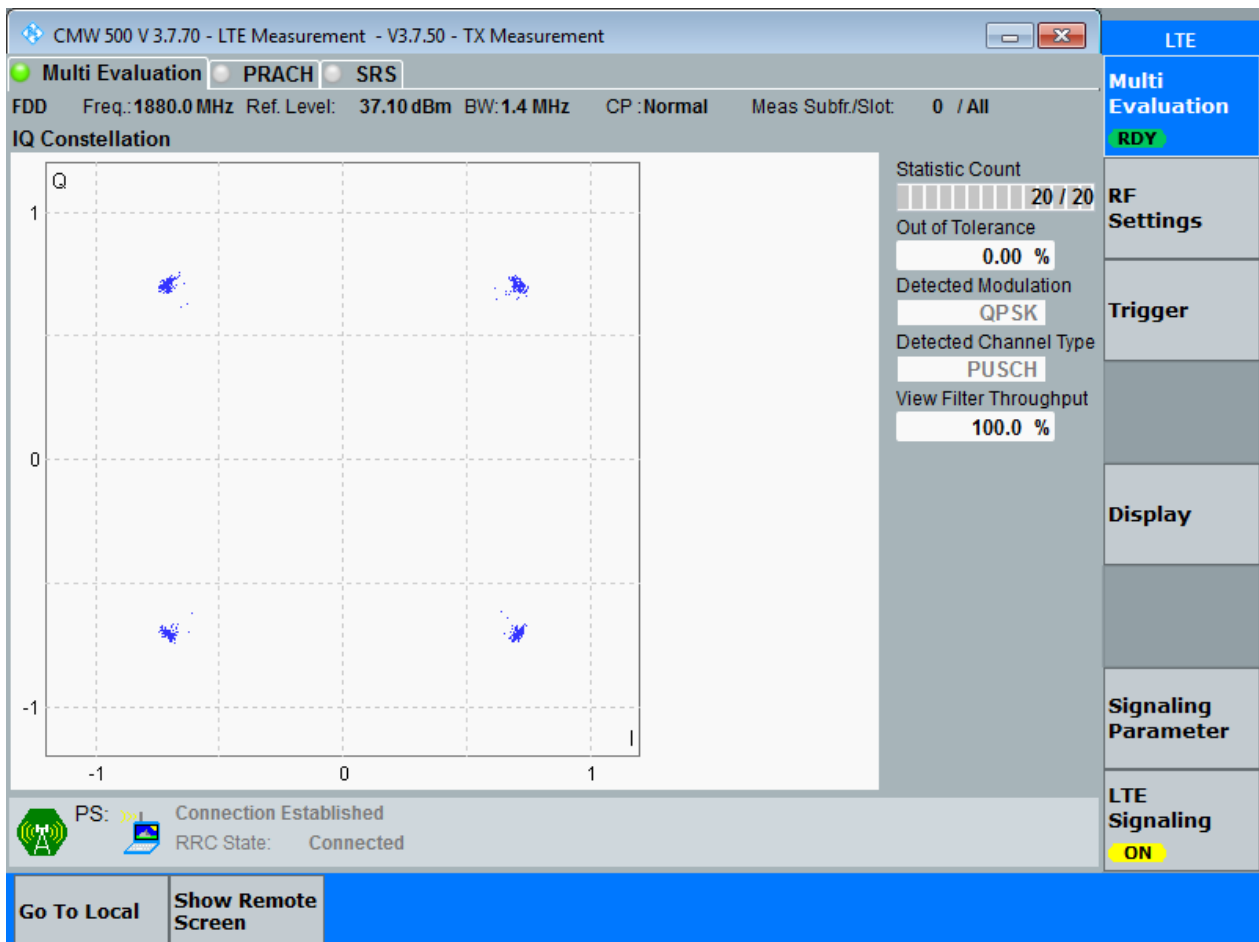 CMW 500 V 3.7.70 - LTE Measurement - V3.7.50 - TX Measurement
LTE
Multi Evaluation PRACH SRS
Multi
Evaluation
RDY
FDD Freq.:1880.0 MHz Ref. Level: 37.10 dBm BW:1.4 MHz CP :Normal Meas Subfr./Slot: 0 / All
IQ Constellation
Q
1
0
-1
-1 0 1
I
Statistic Count
20 / 20
Out of Tolerance
0.00 %
Detected Modulation
QPSK
Detected Channel Type
PUSCH
View Filter Throughput
100.0 %
RF
Settings
Trigger
Display
Signaling
Parameter
LTE
Signaling
ON
PS: Connection Established
RRC State: Connected
Go To Local
Show Remote
Screen